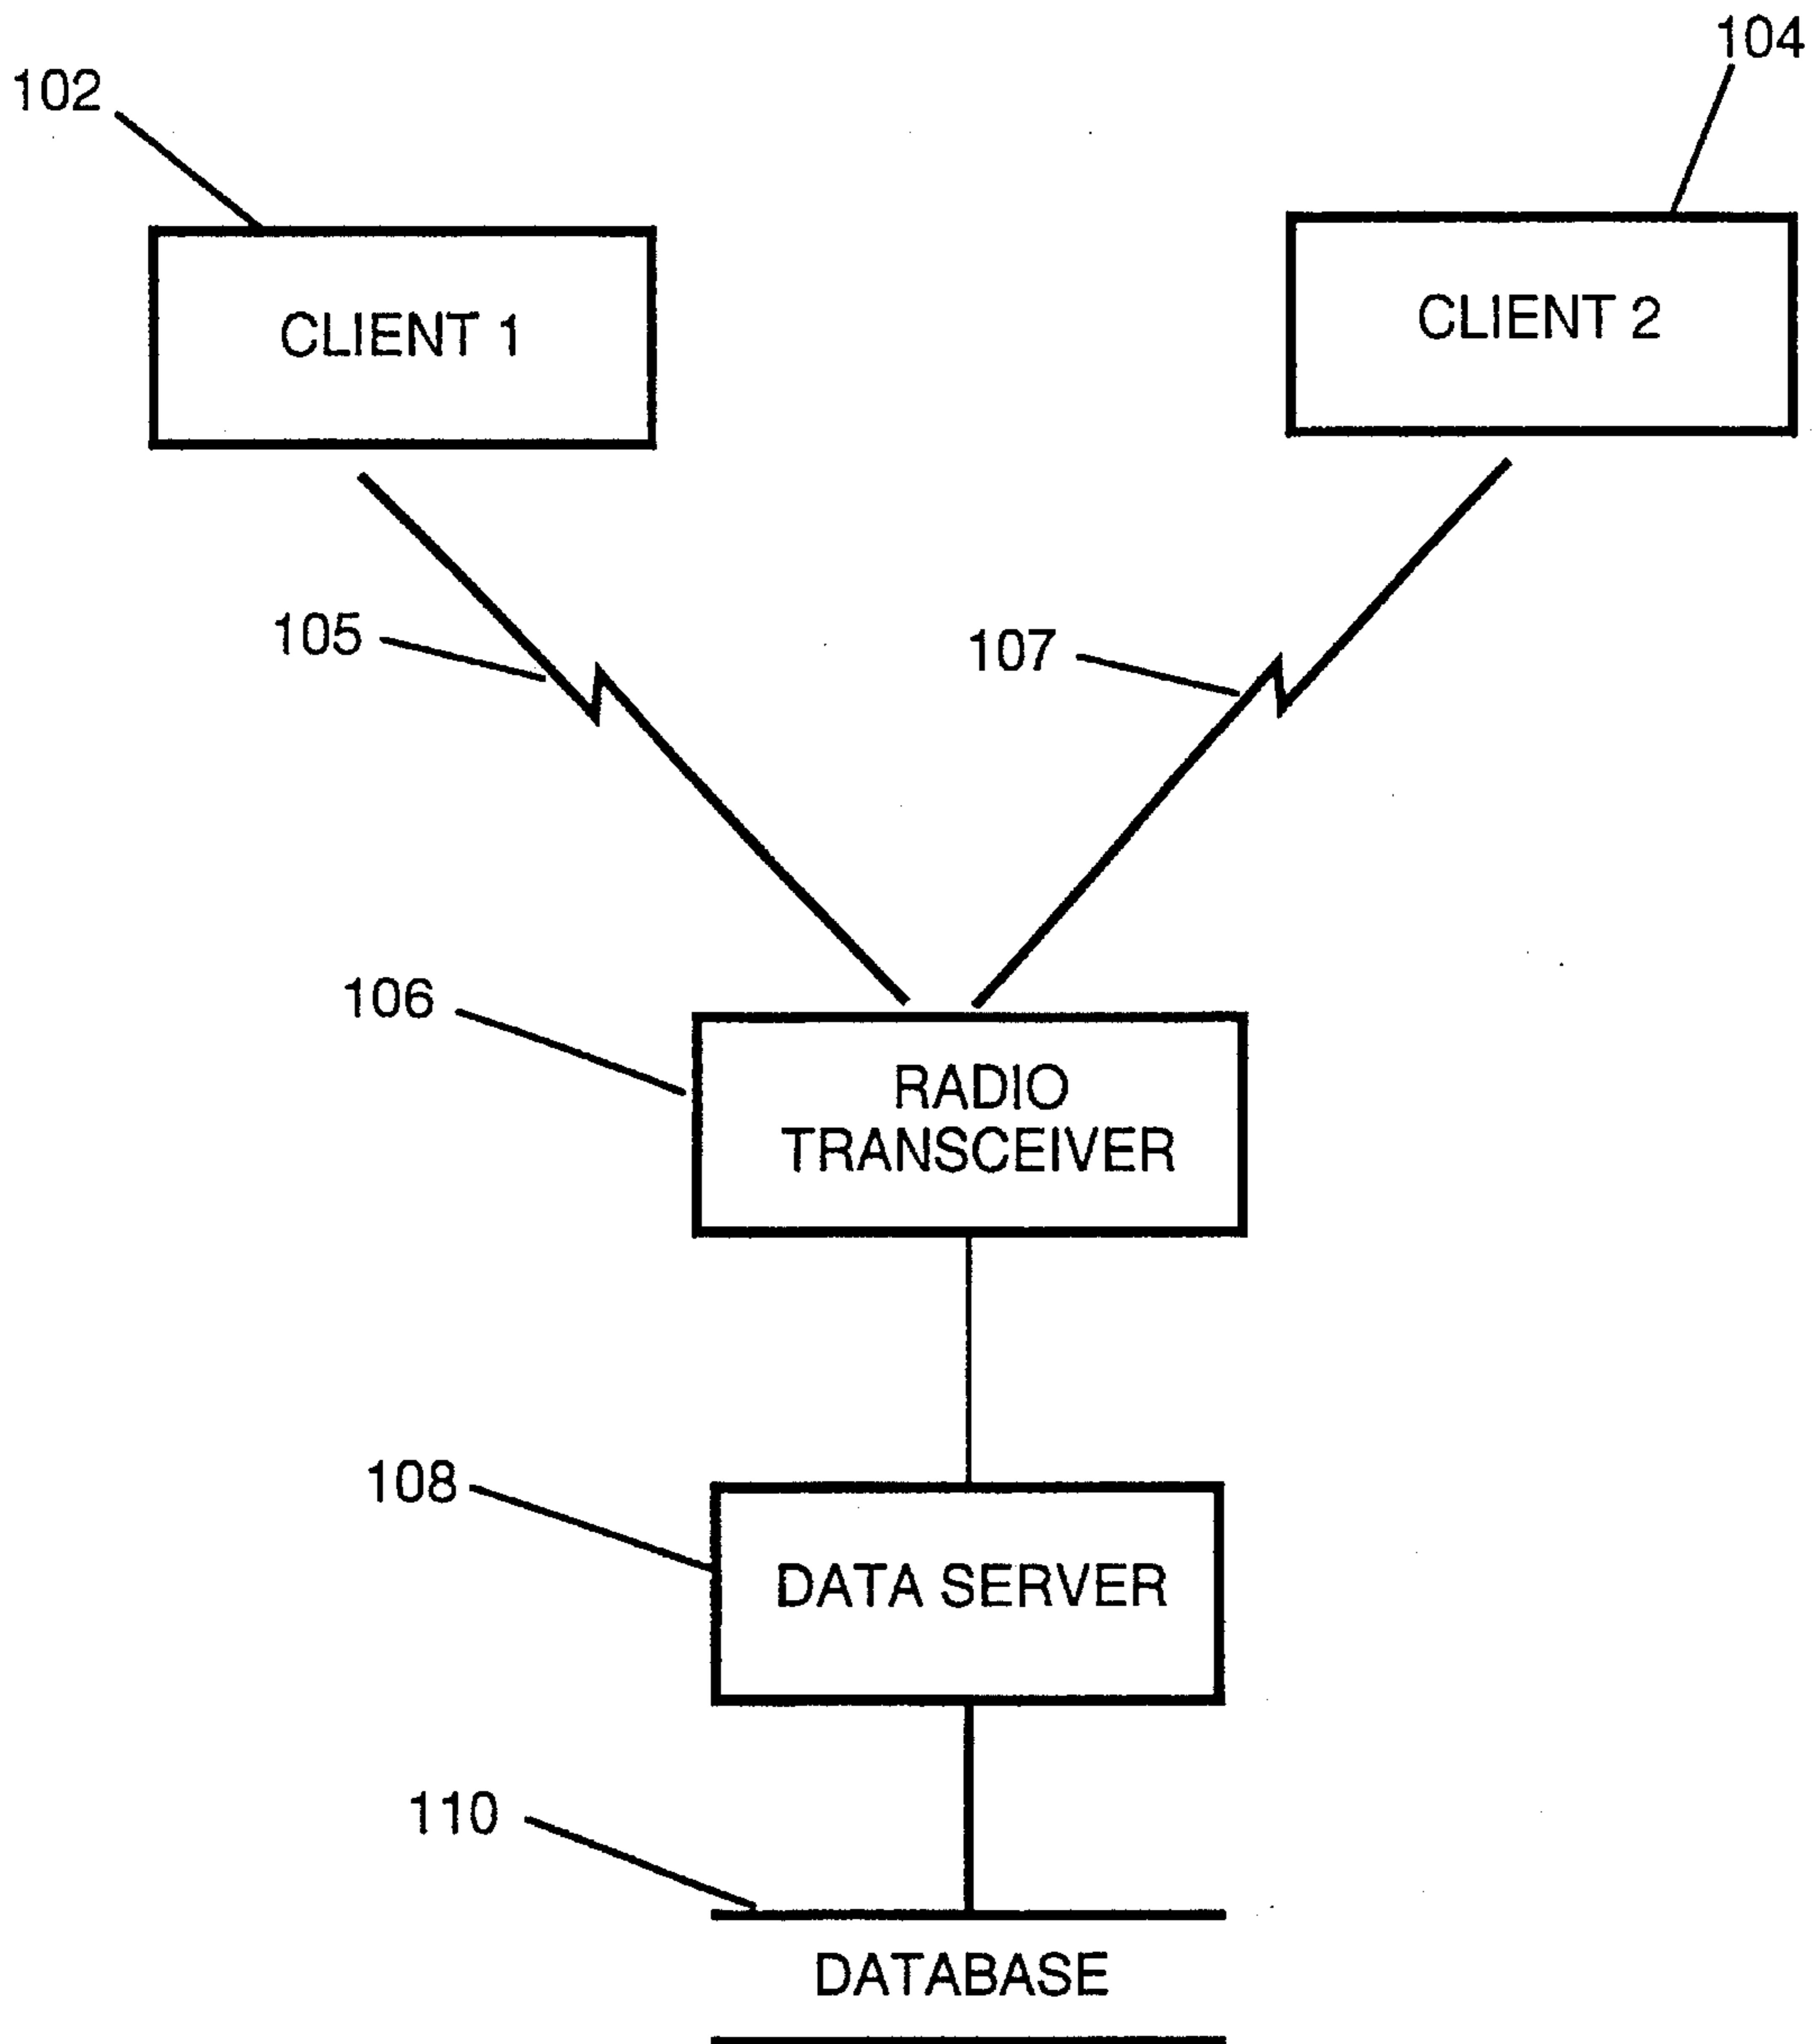 104
102
CLIENT 1
CLIENT 2
105
107
106
RADIO
TRANSCEIVER
108
DATA SERVER
110
DATABASE